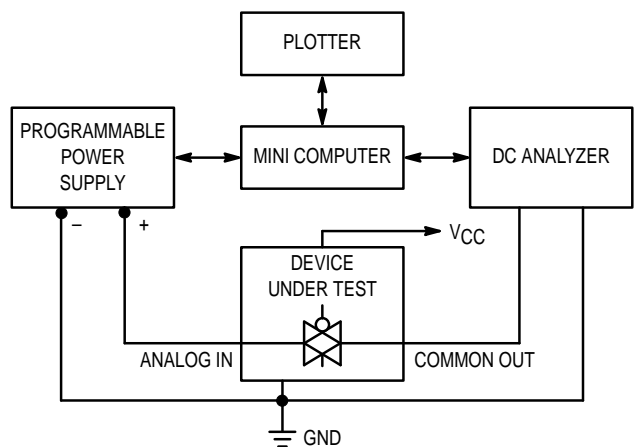 PLOTTER
PROGRAMMABLE
POWER
SUPPLY
MINI COMPUTER
DC ANALYZER
– +
VCC
DEVICE
UNDER TEST
ANALOG IN
COMMON OUT
GND